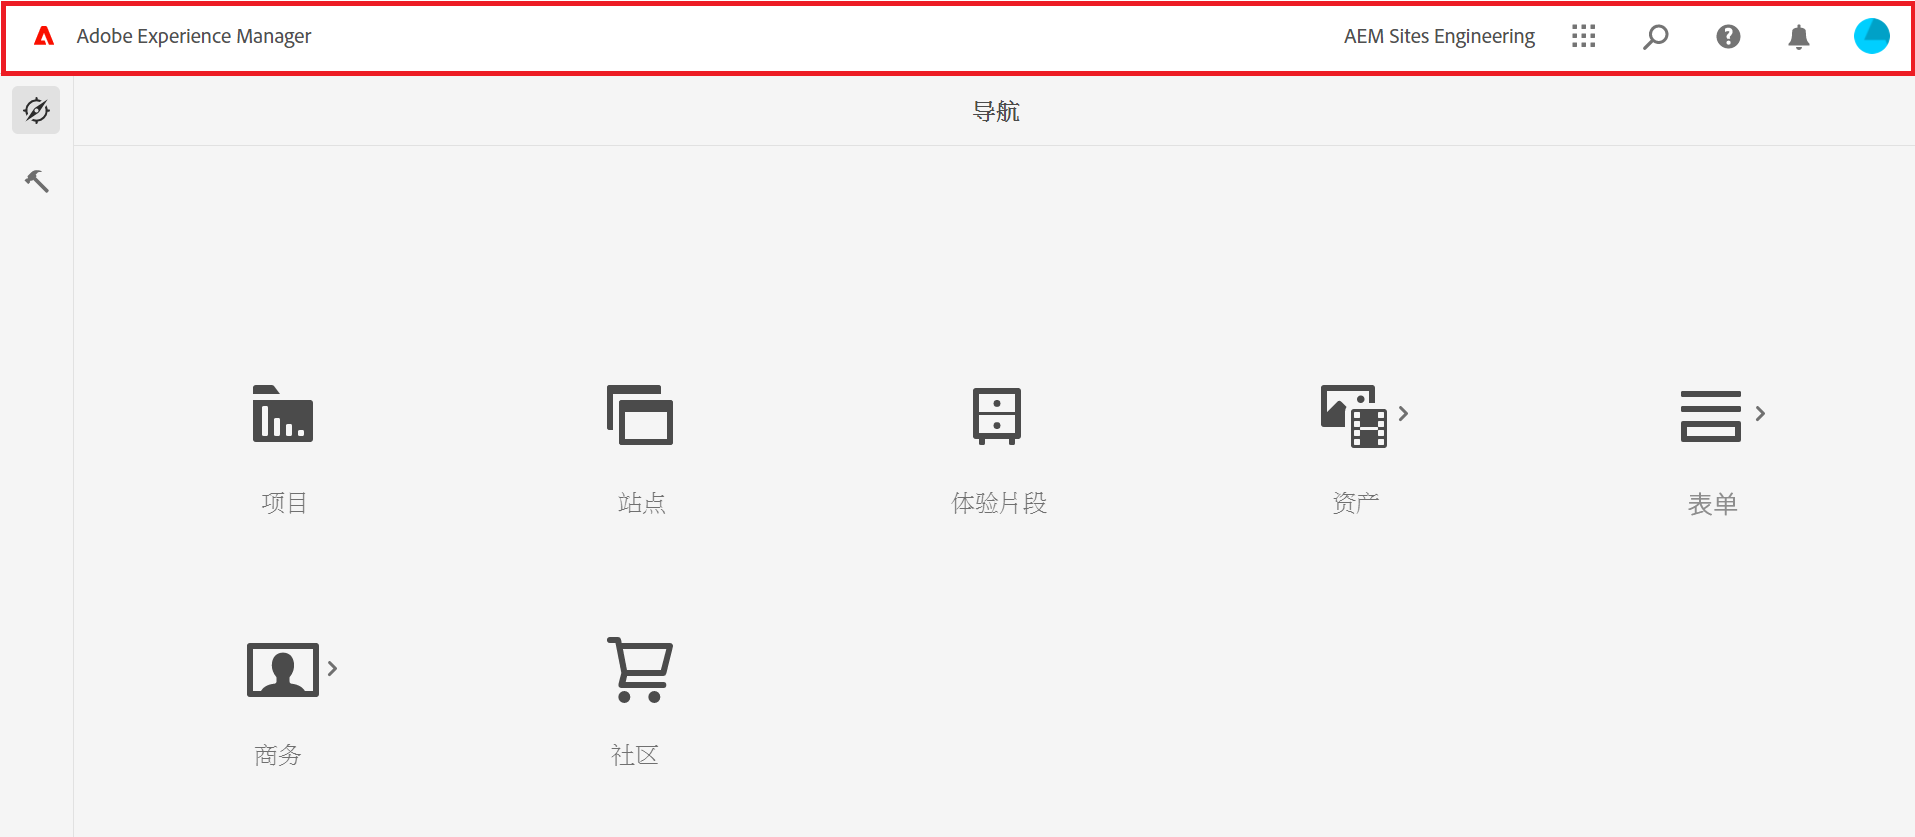 Adobe Experience Manager
AEM Sites Engineering
导航
项目
站点
体验片段
资产
表单
商务
社区